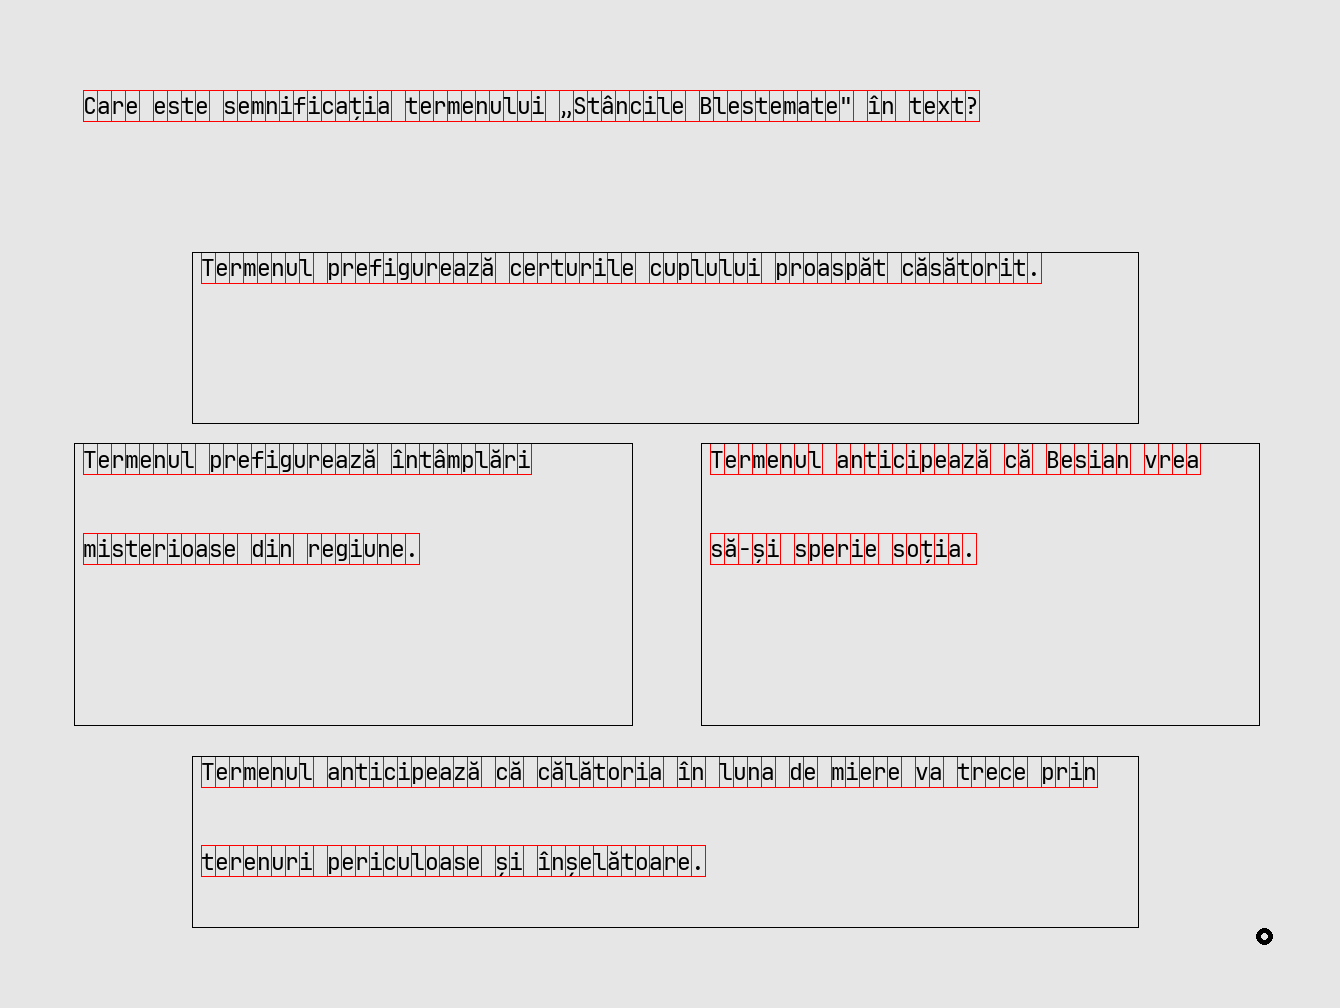 Care este semnificația termenului „Stâncile Blestemate" în text?
Termenul prefigurează certurile cuplului proaspăt căsătorit.
Termenul prefigurează întâmplări
misterioase din regiune.
Termenul anticipează că Besian vrea
să-și sperie soția.
Termenul anticipează că călătoria în luna de miere va trece prin
terenuri periculoase și înșelătoare.